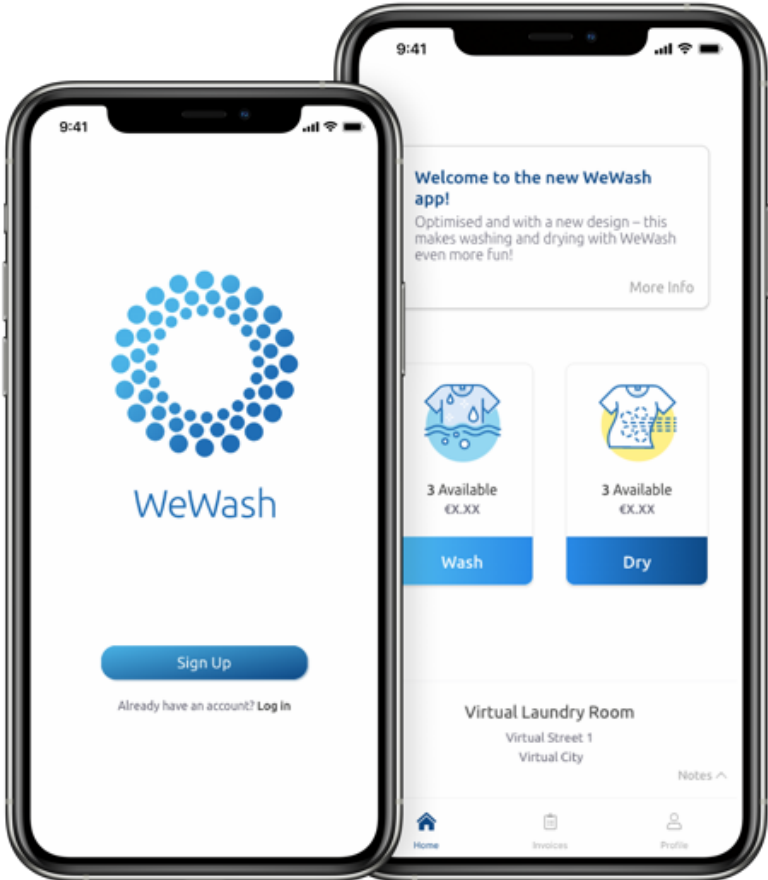 9:41
WeWash
Sign Up
Already have an account? Log in
9:41
Welcome to the new WeWash
app!
Optimised and with a new design – this
makes washing and drying with WeWash
even more fun!
More Info
3 Available
€X.XX
Wash
3 Available
€X.XX
Dry
Virtual Laundry Room
Virtual Street 1
Virtual City
Notes
Home
Invoices
Profile